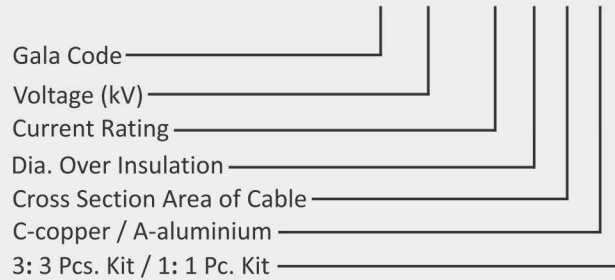 Gala Code
Voltage (kV)
Current Rating
Dia. Over Insulation
Cross Section Area of Cable
C-copper / A-aluminium
3: 3 Pcs. Kit / 1: 1 Pc. Kit